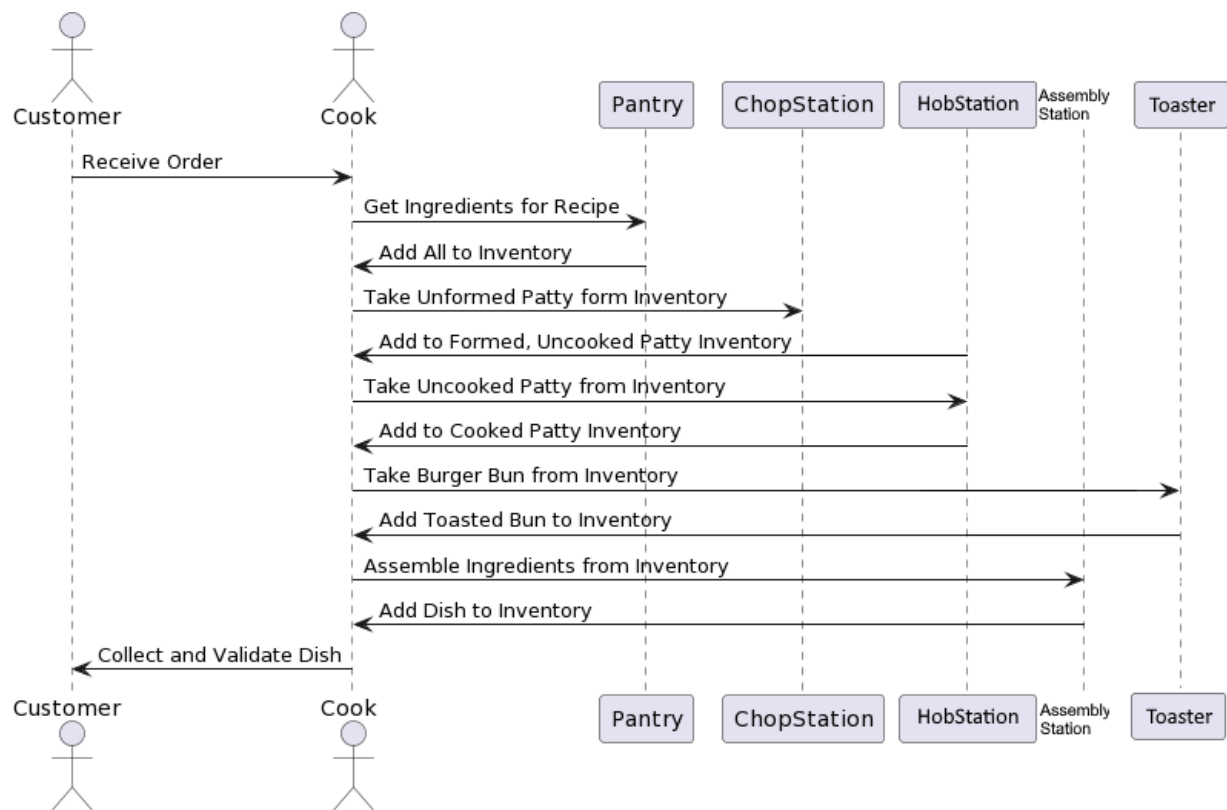 Customer
Cook
Pantry
ChopStation
HobStation
Assembly
Station
Toaster
Receive Order
Get Ingredients for Recipe
Add All to Inventory
Take Unformed Patty form Inventory
Add to Formed, Uncooked Patty Inventory
Take Uncooked Patty from Inventory
Add to Cooked Patty Inventory
Take Burger Bun from Inventory
Add Toasted Bun to Inventory
Assemble Ingredients from Inventory
Add Dish to Inventory
Collect and Validate Dish
Customer
Cook
Pantry
ChopStation
HobStation
Assembly
Station
Toaster